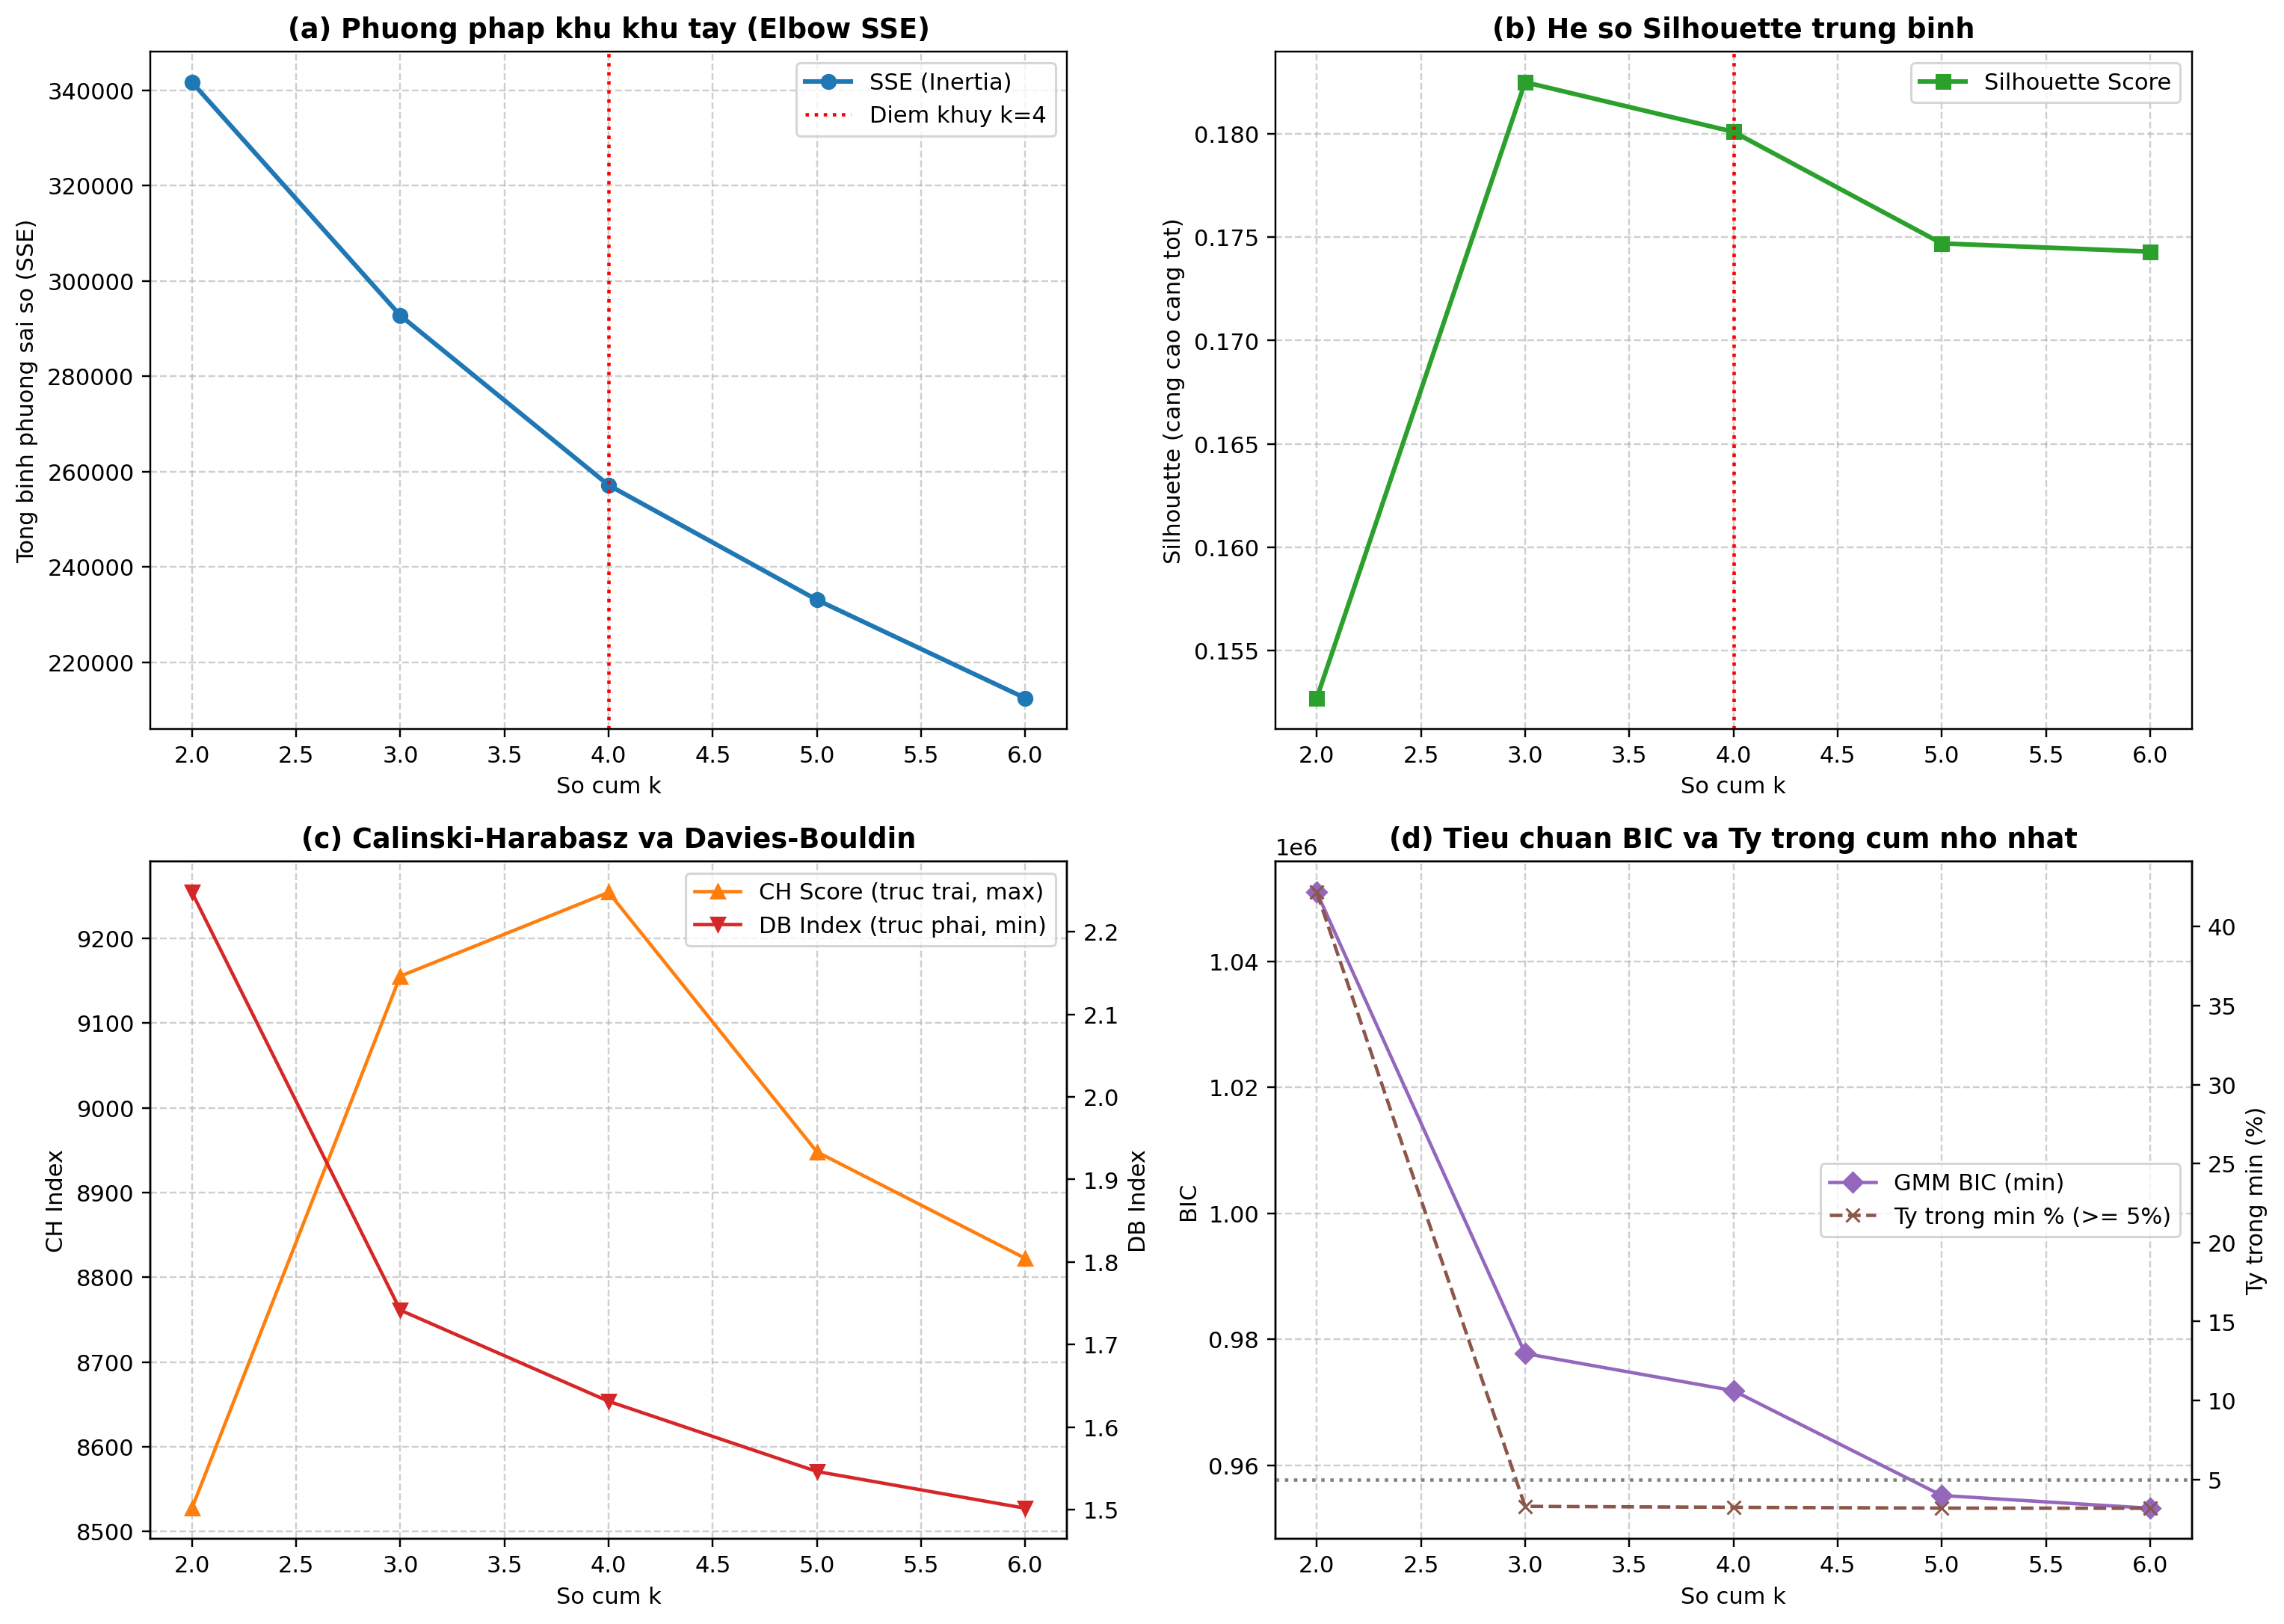 (a) Phuong phap khu khu tay (Elbow SSE)
Tong binh phuong sai so (SSE)
340000
320000
300000
280000
260000
240000
220000
SSE (Inertia)
Diem khuy k=4
2.0 2.5 3.0 3.5 4.0 4.5 5.0 5.5 6.0
So cum k
(b) He so Silhouette trung binh
Silhouette (cang cao cang tot)
0.180
0.175
0.170
0.165
0.160
0.155
Silhouette Score
2.0 2.5 3.0 3.5 4.0 4.5 5.0 5.5 6.0
So cum k
(c) Calinski-Harabasz va Davies-Bouldin
CH Index
9200
9100
9000
8900
8800
8700
8600
8500
CH Score (truc trai, max)
DB Index (truc phai, min)
2.2
2.1
2.0
1.9
1.8
1.7
1.6
1.5
DB Index
2.0 2.5 3.0 3.5 4.0 4.5 5.0 5.5 6.0
So cum k
(d) Tieu chuan BIC va Ty trong cum nho nhat
1e6
BIC
1.04
1.02
1.00
0.98
0.96
GMM BIC (min)
Ty trong min % (>= 5%)
40
35
30
25
20
15
10
5
Ty trong min (%)
2.0 2.5 3.0 3.5 4.0 4.5 5.0 5.5 6.0
So cum k